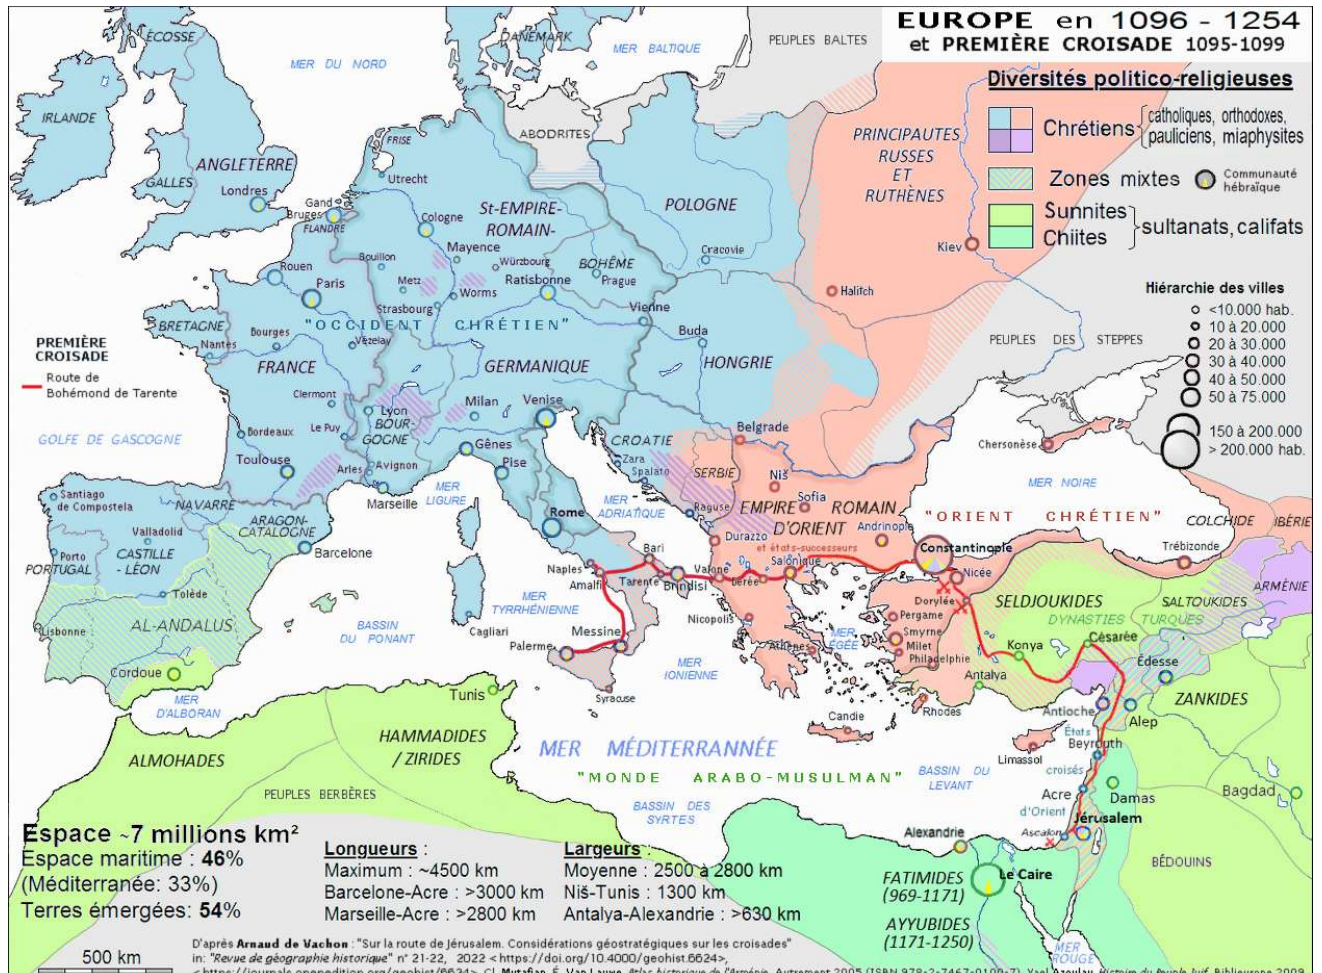 EUROPE en 1096 - 1254
et PREMIÈRE CROISADE 1095-1099
Diversités politico-religieuses
Chrétiens
catholiques, orthodoxes,
pauliciens, miaphysites
Zones mixtes
Communauté
hébraïque
Sunnites
Chiites
sultanats, califats
Hiérarchie des villes
<10.000 hab.
10 à 20.000
20 à 30.000
30 à 40.000
40 à 50.000
50 à 75.000
150 à 200.000
> 200.000 hab.
PREMIÈRE
CROISADE
Route de
Bohémond de Tarente
ÉCOSSE
IRLANDE
ANGLETERRE
GALLES
Londres
MER DU NORD
DANEMARK
MER BALTIQUE
PEUPLES BALTES
ABODRITES
FRISE
Utrecht
Gand
Bruges
FLANDRE
Cologne
St-EMPIRE-
ROMAIN-
GERMANIQUE
POLOGNE
Cracovie
PRINCIPAUTES
RUSSES
ET
RUTHÈNES
Kiev
Halitch
Rouen
Paris
Bouillon
Mayence
Würzbourg
Metz
Worms
Ratisbonne
Strasbourg
BOHÊME
Prague
Vienne
Buda
HONGRIE
"OCCIDENT CHRÉTIEN"
BRETAGNE
Nantes
Bourges
Vézelay
FRANCE
Clermont
Le Puy
Lyon
BOUR-
GOGNE
Milan
Venise
PEUPLES DES STEPPES
GOLFE DE GASCOGNE
Bordeaux
Toulouse
Arles
Avignon
Marseille
Gênes
Pise
MER
LIGURE
CROATIE
Zara
Spalato
MER
ADRIATIQUE
Raguse
Belgrade
SERBIE
Niš
Sofia
EMPIRE ROMAIN
D'ORIENT
et états-successeurs
Andrinople
Durazzo
Chersonèse
MER NOIRE
"ORIENT CHRÉTIEN"
COLCHIDE
IBÉRIE
Trébizonde
ARMÉNIE
Constantinople
Nicée
Santiago
de Compostela
NAVARRE
ARAGON-
CATALOGNE
Valladolid
Porto
PORTUGAL
CASTILLE
-LÉON
Barcelone
Tolède
Lisbonne
AL-ANDALUS
Cordoue
MER
D'ALBORAN
BASSIN
DU PONANT
Rome
Naples
Amalfi
Bari
Tarente
Brindisi
Valone
Bérée
Salonique
Cagliari
MER
TYRRHÉNIENNE
Messine
Palerme
Syracuse
Nicopolis
Athènes
MER
IONIENNE
MER
ÉGÉE
Dorylée
Pergame
Smyrne
Milet
Philadelphie
SELDJOUKIDES
DYNASTIES TURQUES
SALTOUKIDES
Konya
Césarée
Antalya
Édesse
ZANKIDES
Antioche
Alep
Rhodes
Candie
Limassol
États
Beyrouth
croisés
Acre
d'Orient
Damas
Bagdad
Ascalon
Jérusalem
BÉDOUINS
Tunis
ALMOHADES
HAMMADIDES
/ ZIRIDES
PEUPLES BERBÈRES
MER MÉDITERRANNÉE
"MONDE ARABO-MUSULMAN"
BASSIN DU
LEVANT
BASSIN DES
SYRTES
Alexandrie
Le Caire
FATIMIDES
(969-1171)
AYYUBIDES
(1171-1250)
MER
ROUGE
Espace ~7 millions km²
Espace maritime : 46%
(Méditerranée: 33%)
Terres émergées: 54%
Longueurs :
Maximum : ~4500 km
Barcelone-Acre : >3000 km
Marseille-Acre : >2800 km
Largeurs :
Moyenne : 2500 à 2800 km
Niš-Tunis : 1300 km
Antalya-Alexandrie : >630 km
500 km
D'après Arnaud de Vachon : "Sur la route de Jérusalem. Considérations géostratégiques sur les croisades"
in: "Revue de géographie historique" n° 21-22, 2022 <https://doi.org/10.4000/geohist.6624>,